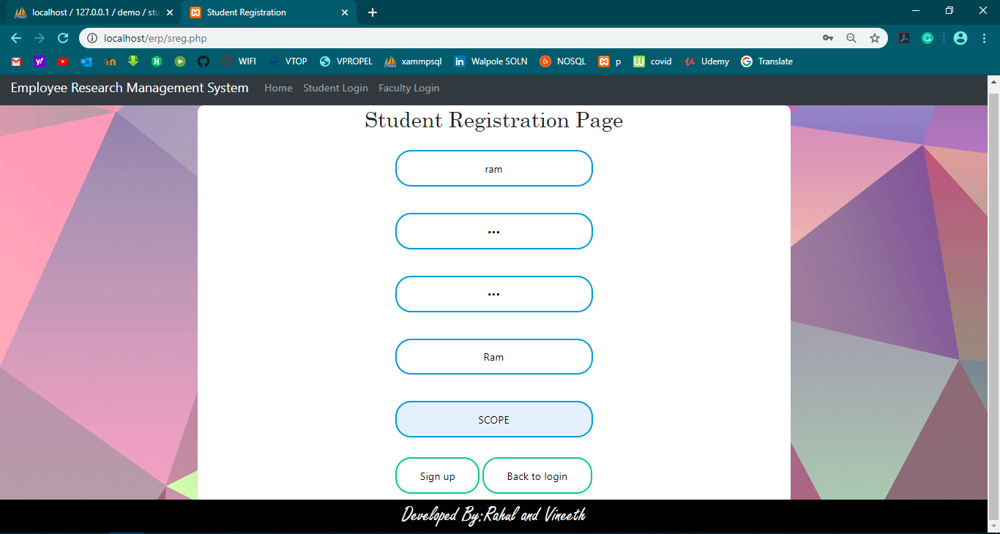 localhost / 127.0.0.1 / demo / stu
Student Registration
localhost/erp/sreg.php
WIFI VTOP VPROPEL xammpsql Walpole SOLN NOSQL p covid Udemy Translate
Employee Research Management System Home Student Login Faculty Login
Student Registration Page
ram
•••
•••
Ram
SCOPE
Sign up Back to login
Developed By:Rahul and Vineeth